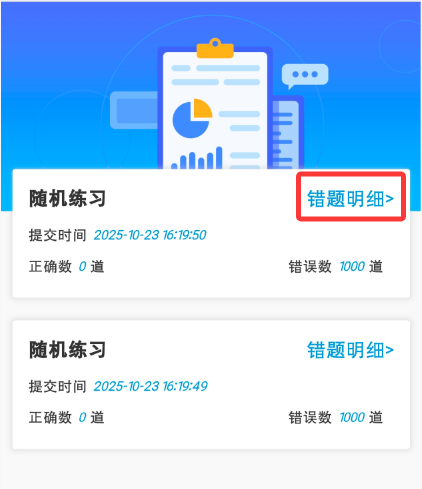 随机练习 错题明细>
提交时间 2025-10-23 16:19:50
正确数 0 道 错误数 1000 道
随机练习 错题明细>
提交时间 2025-10-23 16:19:49
正确数 0 道 错误数 1000 道